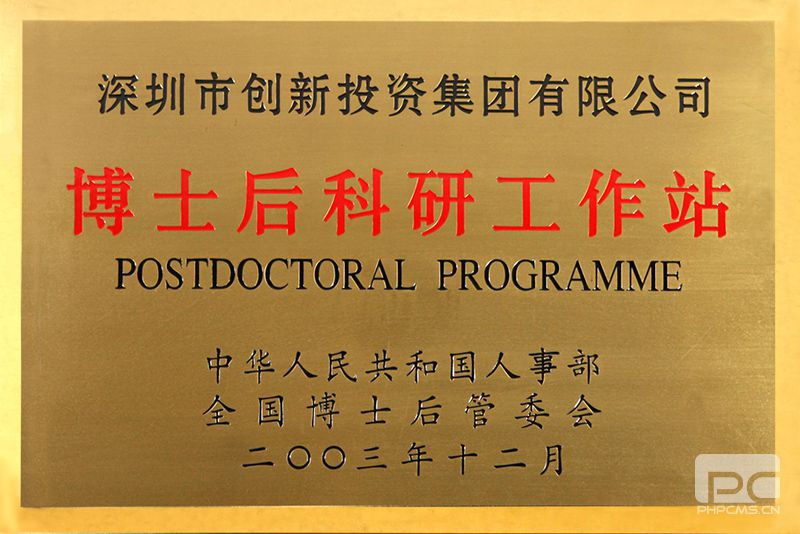 深圳市创新投资集团有限公司
博士后科研工作站
POSTDOCTORAL PROGRAMME
中华人民共和国人事部
全国博士后管委会
二〇〇三年十二月
PC
PHPCMS.CN